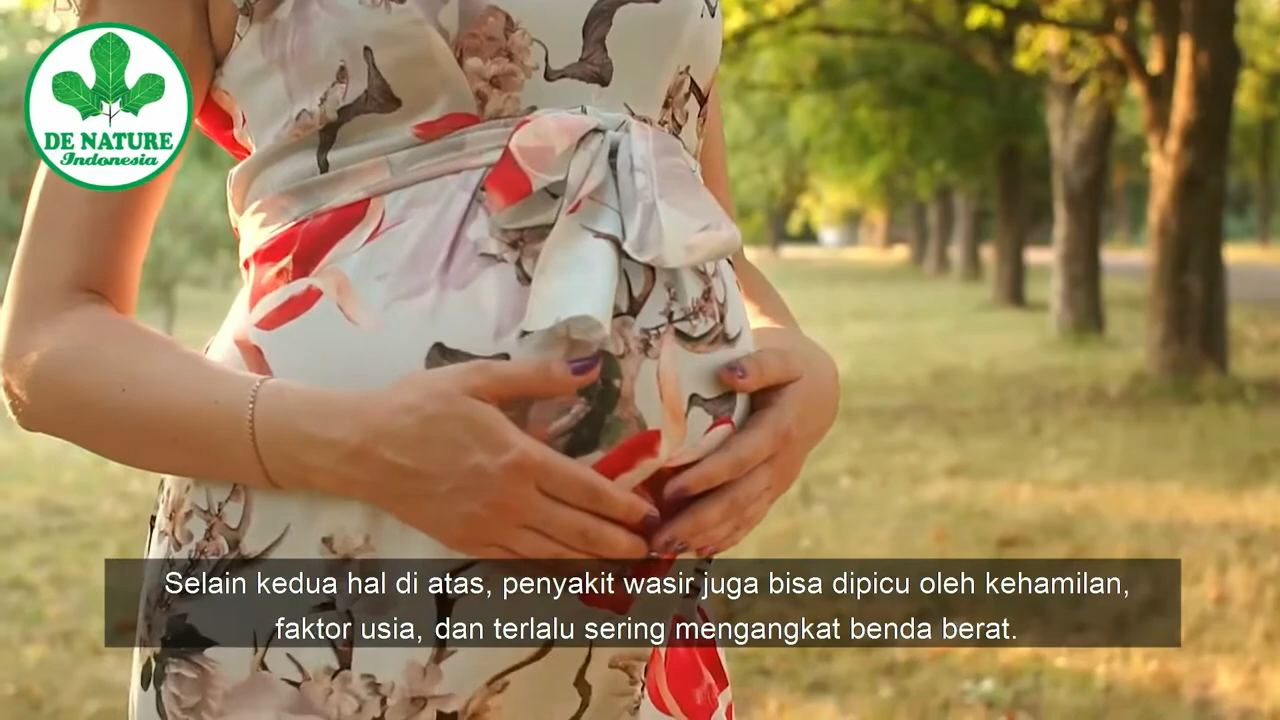 DE NATURE
Indonesia
Selain kedua hal di atas, penyakit wasir juga bisa dipicu oleh kehamilan,
faktor usia, dan terlalu sering mengangkat benda berat.